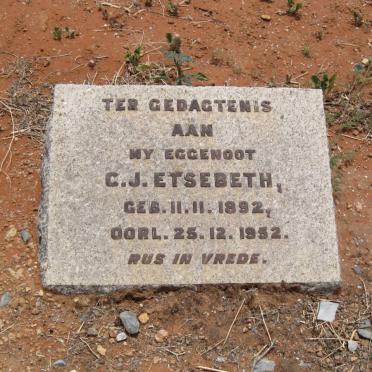 TER GEDAGTENIS
AAN
MY EGGENOOT
C.J. ETSEBETH,
GEB. 11. 11. 1892,
OORL. 25. 12. 1952.
RUS IN VREDE.